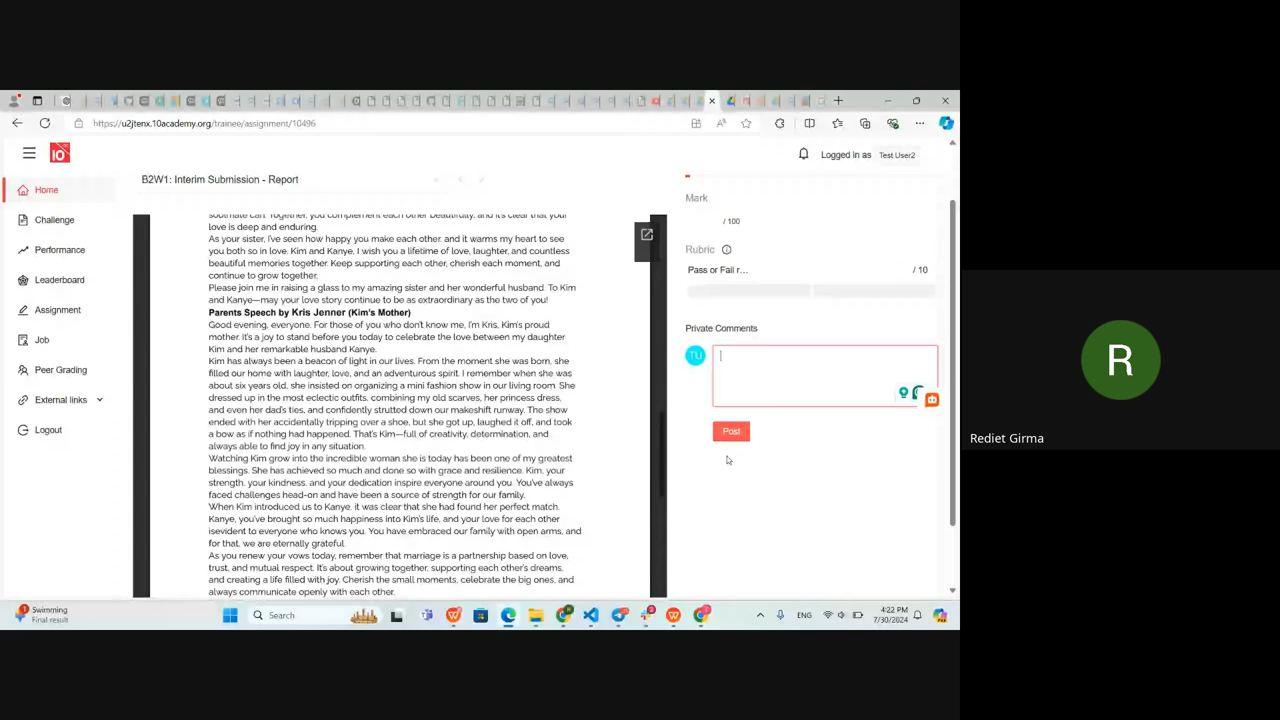 https://u2jtenx.10academy.org/trainee/assignment/10496
10
Logged in as
Test User2
B2W1: Interim Submission - Report
Home
Challenge
Performance
Leaderboard
Assignment
Job
Peer Grading
External links
Logout
soulmate can. Together, you complement each other beautifully, and it's clear that your
love is deep and enduring.
As your sister, I've seen how happy you make each other, and it warms my heart to see
you both so in love. Kim and Kanye, I wish you a lifetime of love, laughter, and countless
beautiful memories together. Keep supporting each other, cherish each moment, and
continue to grow together.
Please join me in raising a glass to my amazing sister and her wonderful husband. To Kim
and Kanye—may your love story continue to be as extraordinary as the two of you!
Parents Speech by Kris Jenner (Kim's Mother)
Good evening, everyone. For those of you who don't know me, I'm Kris, Kim's proud
mother. it's a joy to stand before you today to celebrate the love between my daughter
Kim and her remarkable husband Kanye.
Kim has always been a beacon of light in our lives. From the moment she was born, she
filled our home with laughter, love, and an adventurous spirit. I remember when she was
about six years old, she insisted on organizing a mini fashion show in our living room. She
dressed up in the most eclectic outfits, combining my old scarves, her princess dress,
and even her dad's ties, and confidently strutted down our makeshift runway. The show
ended with her accidentally tripping over a shoe, but she got up, laughed it off, and took
a bow as if nothing had happened. That's Kim—full of creativity, determination, and
always able to find joy in any situation.
Watching Kim grow into the incredible woman she is today has been one of my greatest
blessings. She has achieved so much and done so with grace and resilience. Kim, your
strength, your kindness, and your dedication inspire everyone around you. You've always
faced challenges head-on and have been a source of strength for our family.
When Kim introduced us to Kanye, it was clear that she had found her perfect match.
Kanye, you've brought so much happiness into Kim's life, and your love for each other
isevident to everyone who knows you. You have embraced our family with open arms, and
for that, we are eternally grateful.
As you renew your vows today, remember that marriage is a partnership based on love,
trust, and mutual respect. It's about growing together, supporting each other's dreams,
and creating a life filled with joy. Cherish the small moments, celebrate the big ones, and
always communicate openly with each other.
Mark
/ 100
Rubric
Pass or Fail r...
/ 10
Private Comments
TU
Post
R
Rediet Girma
1
Swimming
Final result
Search
ENG
4:22 PM
7/30/2024